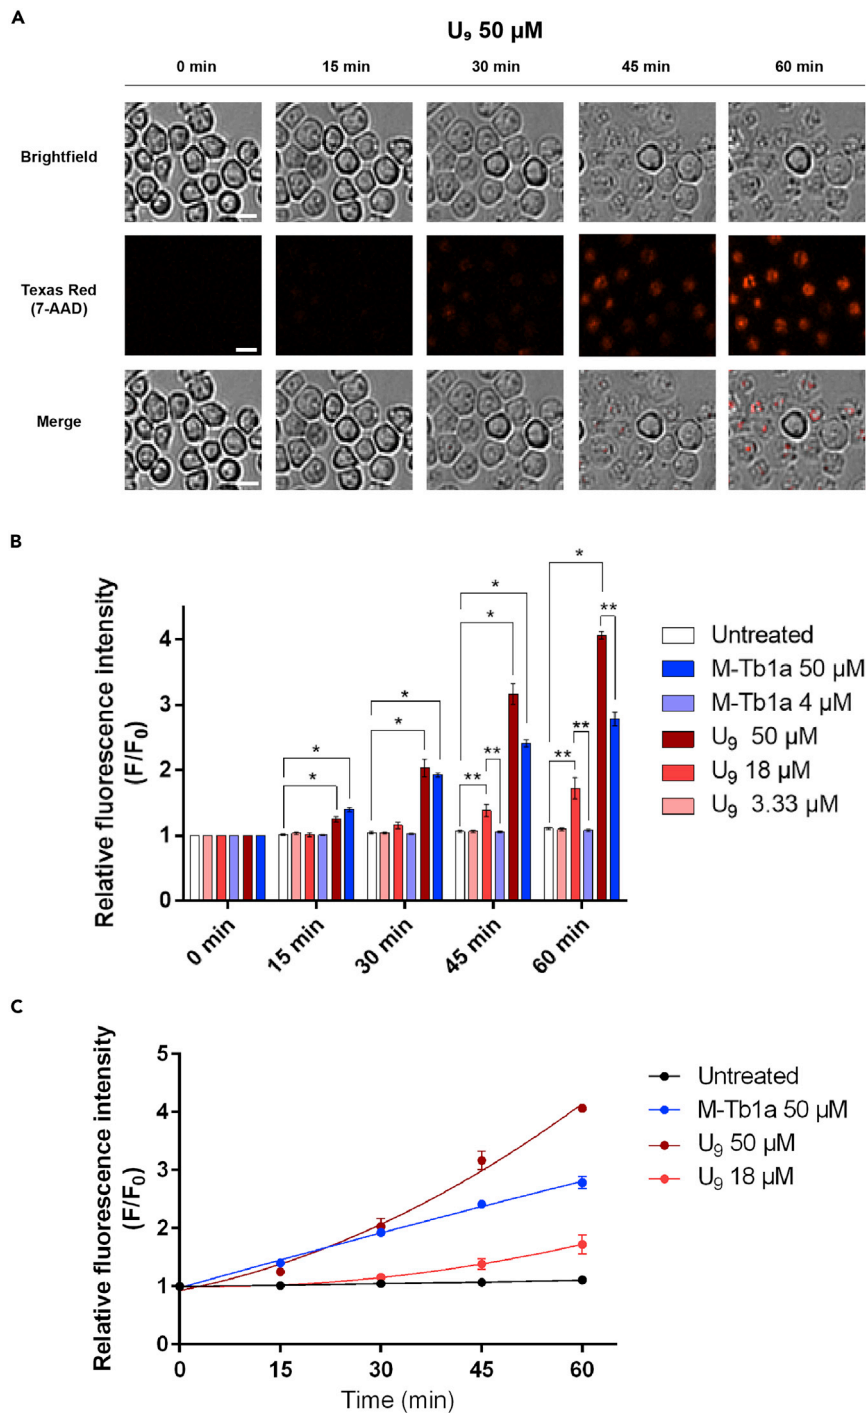 A
U₉ 50 µM
0 min 15 min 30 min 45 min 60 min
Brightfield
Texas Red
(7-AAD)
Merge
B
Relative fluorescence intensity
(F/F₀)
4
3
2
1
0
0 min 15 min 30 min 45 min 60 min
* *
* *
* * ** **
* ** ** **
Untreated
M-Tb1a 50 µM
M-Tb1a 4 µM
U₉ 50 µM
U₉ 18 µM
U₉ 3.33 µM
C
Relative fluorescence intensity
(F/F₀)
5
4
3
2
1
0
0 15 30 45 60
Time (min)
Untreated
M-Tb1a 50 µM
U₉ 50 µM
U₉ 18 µM